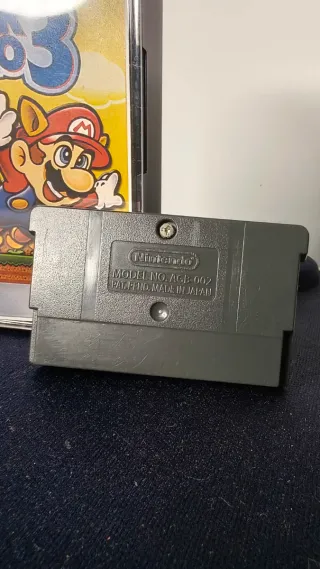 3
M
Nintendo
MODEL NO. AGB-002
PAT.PEND. MADE IN JAPAN